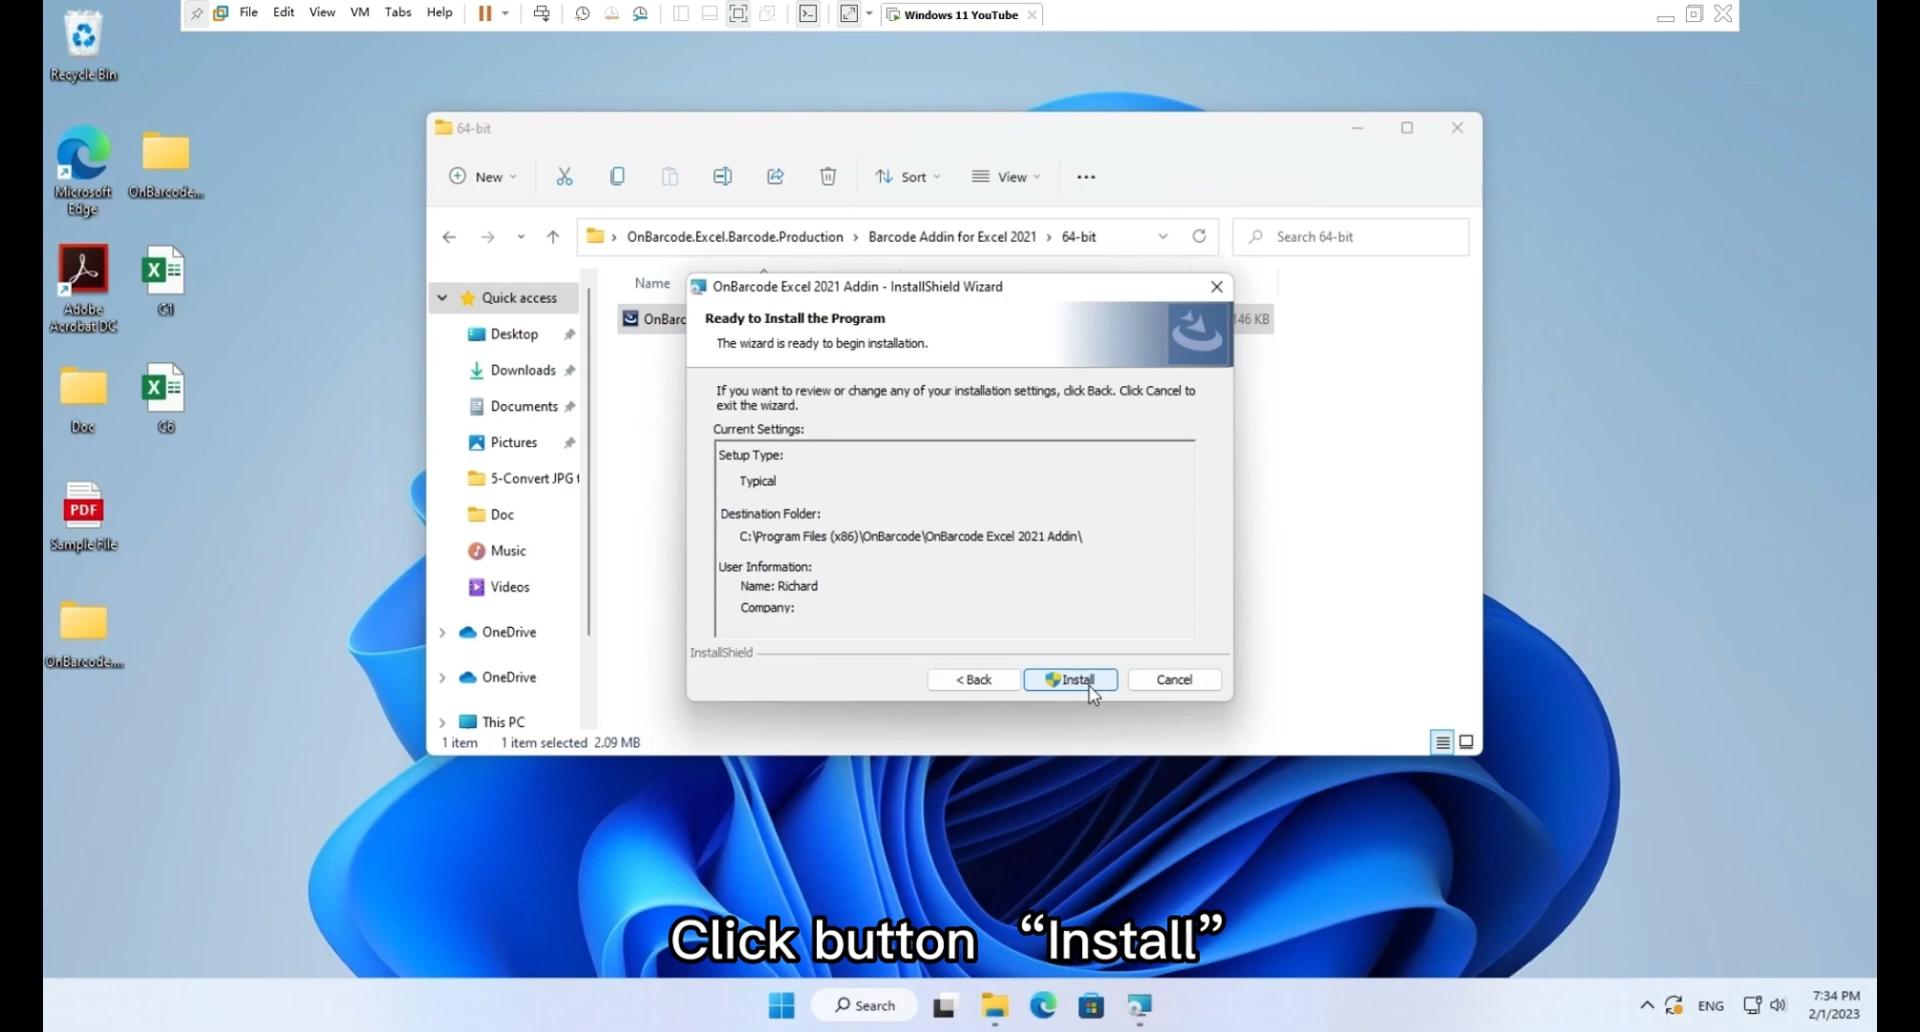 File Edit View VM Tabs Help
Windows 11 YouTube
Recycle Bin
64-bit
New
Sort
View
Microsoft
Edge
OnBarcode...
OnBarcode.Excel.Barcode.Production > Barcode Addin for Excel 2021 > 64-bit
Search 64-bit
Adobe
Acrobat DC
C1
Quick access
Desktop
Downloads
Documents
Pictures
5-Convert JPG t
Doc
Music
Videos
OneDrive
OneDrive
This PC
Name
OnBarc
146 KB
OnBarcode Excel 2021 Addin - InstallShield Wizard
Ready to Install the Program
The wizard is ready to begin installation.
If you want to review or change any of your installation settings, click Back. Click Cancel to
exit the wizard.
Current Settings:
Setup Type:
Typical
Destination Folder:
C:\Program Files (x86)\OnBarcode\OnBarcode Excel 2021 Addin\
User Information:
Name: Richard
Company:
InstallShield
< Back
Install
Cancel
Doc
C6
PDF
Sample File
OnBarcode....
1 item 1 item selected 2.09 MB
Click button “Install”
Search
ENG
7:34 PM
2/1/2023